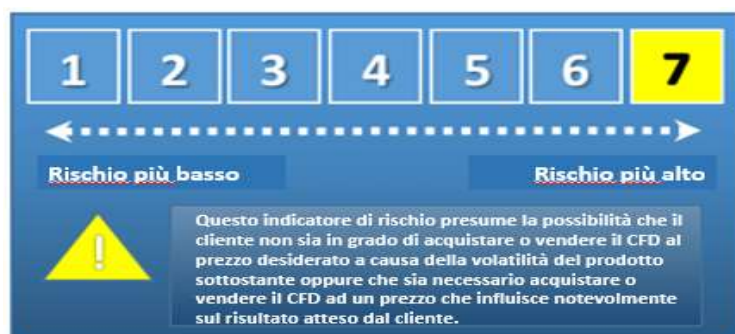 1 2 3 4 5 6 7
Rischio più basso Rischio più alto
!
Questo indicatore di rischio presume la possibilità che il
cliente non sia in grado di acquistare o vendere il CFD al
prezzo desiderato a causa della volatilità del prodotto
sottostante oppure che sia necessario acquistare o
vendere il CFD ad un prezzo che influisce notevolmente
sul risultato atteso dal cliente.